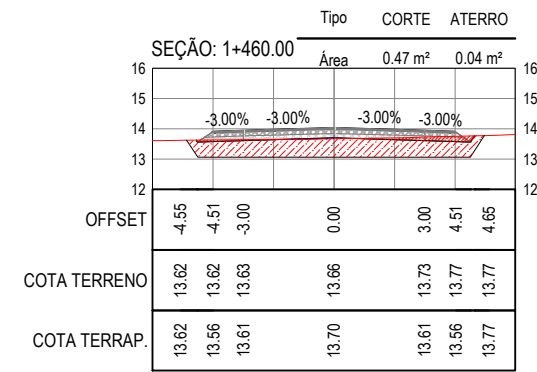 Tipo CORTE ATERRO
SEÇÃO: 1+460.00
Área 0.47 m² 0.04 m²
16 16
15 15
-3.00% -3.00% -3.00% -3.00%
14 14
13 13
12 12
OFFSET -4.55 -4.51 -3.00 0.00 3.00 4.51 4.65
COTA TERRENO 13.62 13.62 13.63 13.66 13.73 13.77 13.77
COTA TERRAP. 13.62 13.56 13.61 13.70 13.61 13.56 13.77